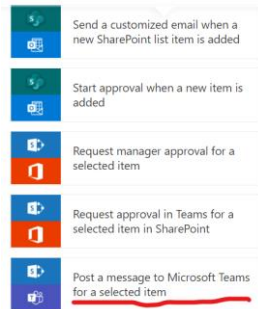 Send a customized email when a
new SharePoint list item is added
Start approval when a new item is
added
Request manager approval for a
selected item
Request approval in Teams for a
selected item in SharePoint
Post a message to Microsoft Teams
for a selected item